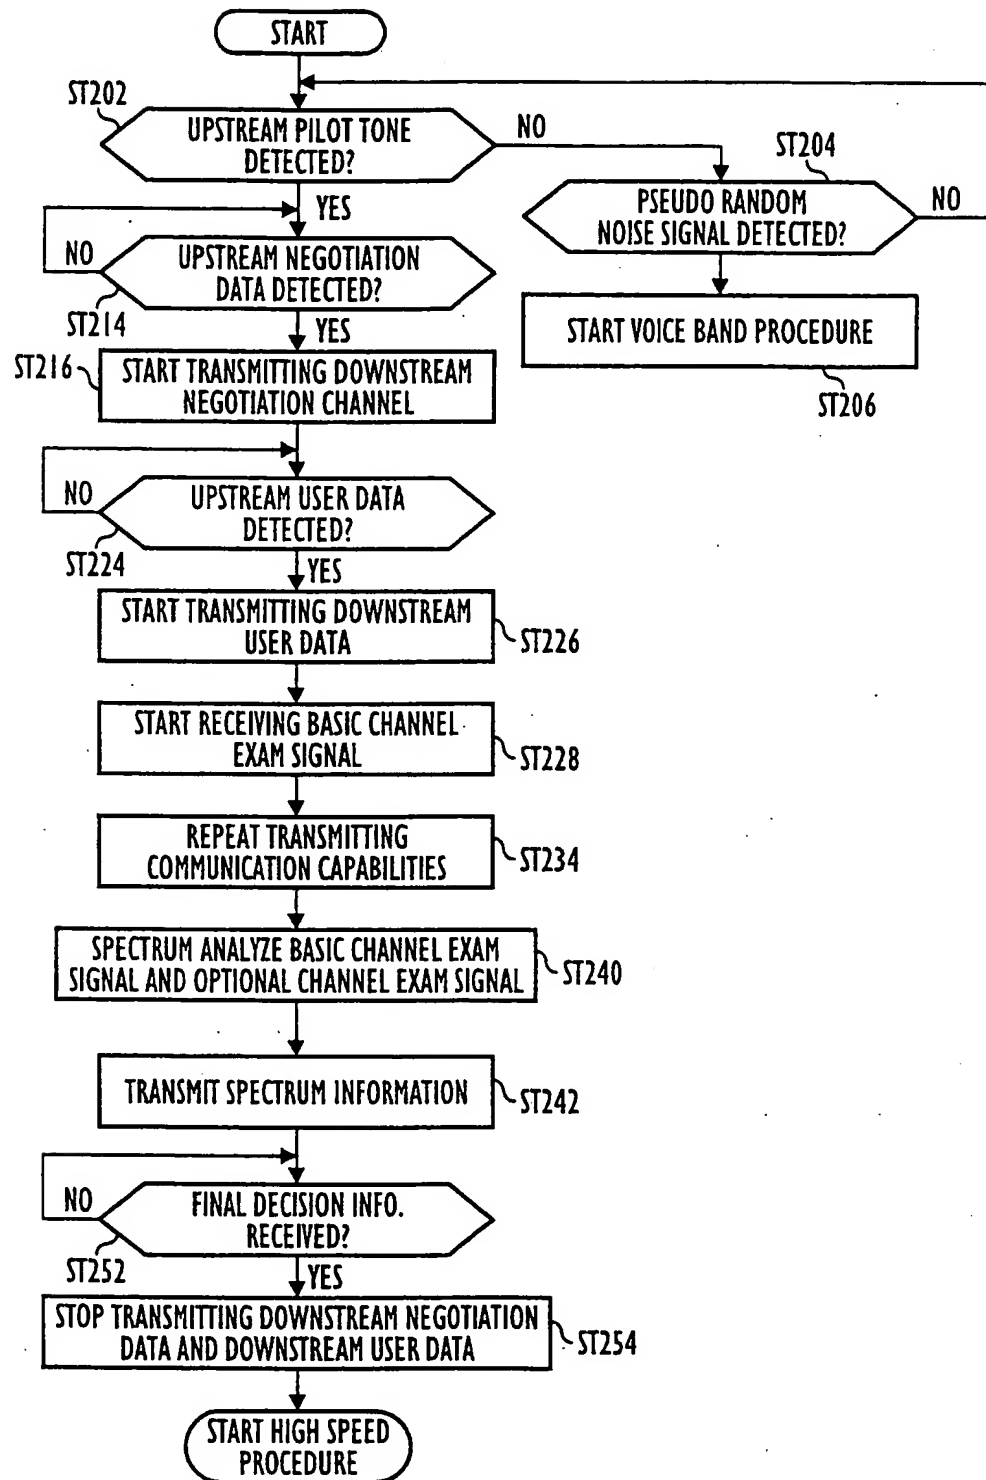 START
ST202
UPSTREAM PILOT TONE
DETECTED?
NO
ST204
PSEUDO RANDOM
NOISE SIGNAL DETECTED?
NO
YES
NO
UPSTREAM NEGOTIATION
DATA DETECTED?
ST214
YES
START VOICE BAND PROCEDURE
ST206
ST216
START TRANSMITTING DOWNSTREAM
NEGOTIATION CHANNEL
NO
UPSTREAM USER DATA
DETECTED?
ST224
YES
START TRANSMITTING DOWNSTREAM
USER DATA
ST226
START RECEIVING BASIC CHANNEL
EXAM SIGNAL
ST228
REPEAT TRANSMITTING
COMMUNICATION CAPABILITIES
ST234
SPECTRUM ANALYZE BASIC CHANNEL EXAM
SIGNAL AND OPTIONAL CHANNEL EXAM SIGNAL
ST240
TRANSMIT SPECTRUM INFORMATION
ST242
NO
FINAL DECISION INFO.
RECEIVED?
ST252
YES
STOP TRANSMITTING DOWNSTREAM NEGOTIATION
DATA AND DOWNSTREAM USER DATA
ST254
START HIGH SPEED
PROCEDURE